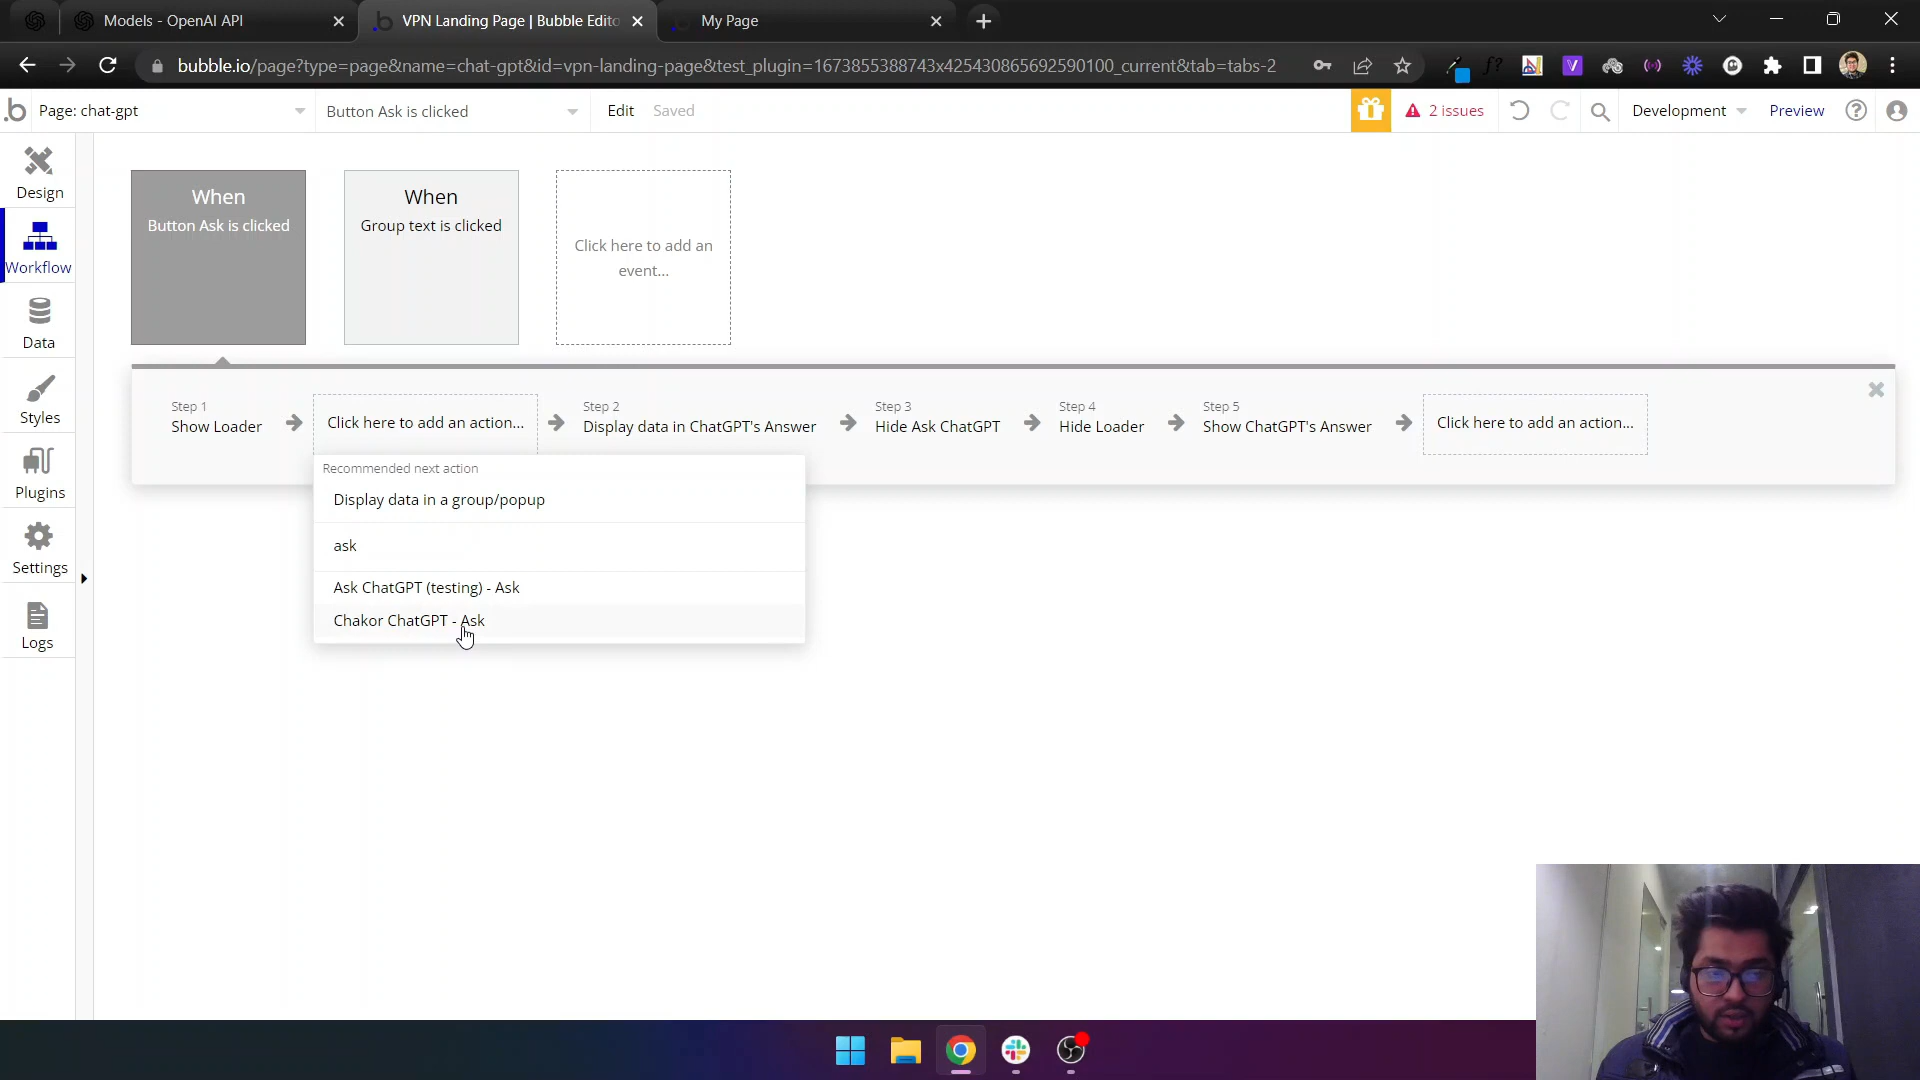 Models - OpenAI API
VPN Landing Page | Bubble Edito
My Page
bubble.io/page?type=page&name=chat-gpt&id=vpn-landing-page&test_plugin=1673855388743x425430865692590100_current&tab=tabs-2
Page: chat-gpt
Button Ask is clicked
Edit
Saved
2 issues
Development
Preview
Design
Workflow
Data
Styles
Plugins
Settings
Logs
When
Button Ask is clicked
When
Group text is clicked
Click here to add an
event...
Step 1
Show Loader
Click here to add an action...
Step 2
Display data in ChatGPT's Answer
Step 3
Hide Ask ChatGPT
Step 4
Hide Loader
Step 5
Show ChatGPT's Answer
Click here to add an action...
Recommended next action
Display data in a group/popup
ask
Ask ChatGPT (testing) - Ask
Chakor ChatGPT - Ask